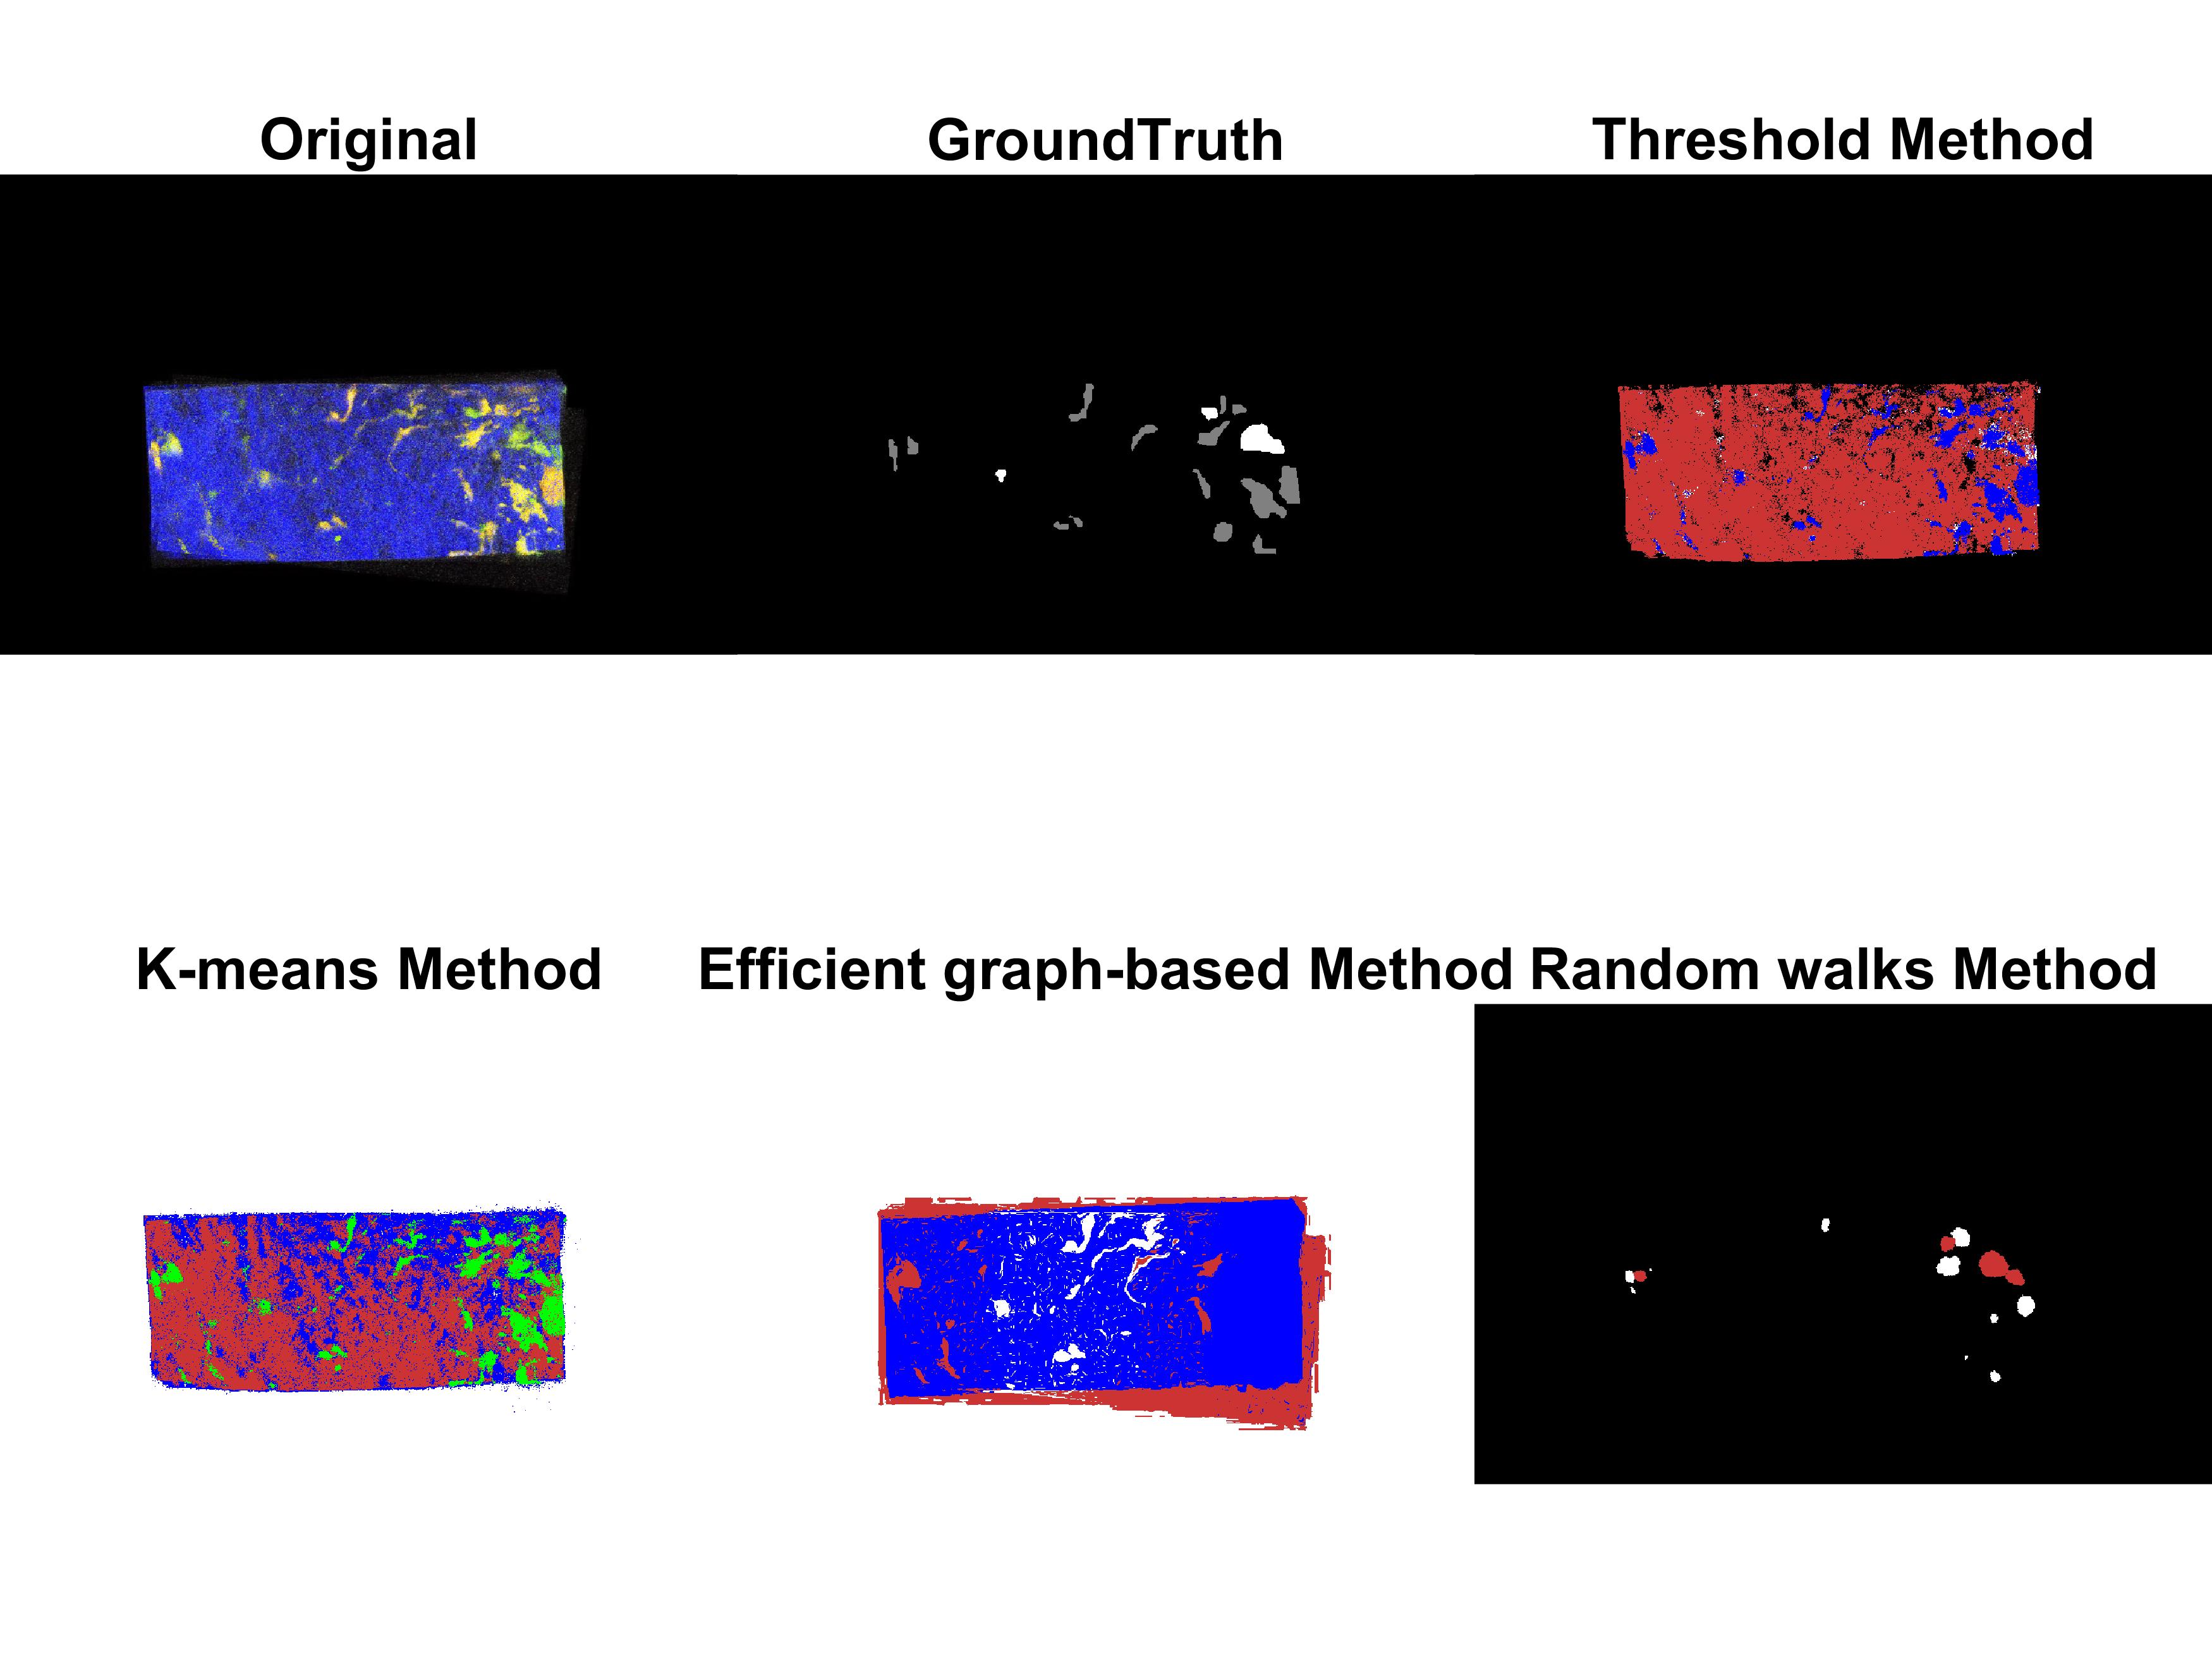 Original
GroundTruth
Threshold Method
K-means Method
Efficient graph-based Method
Random walks Method